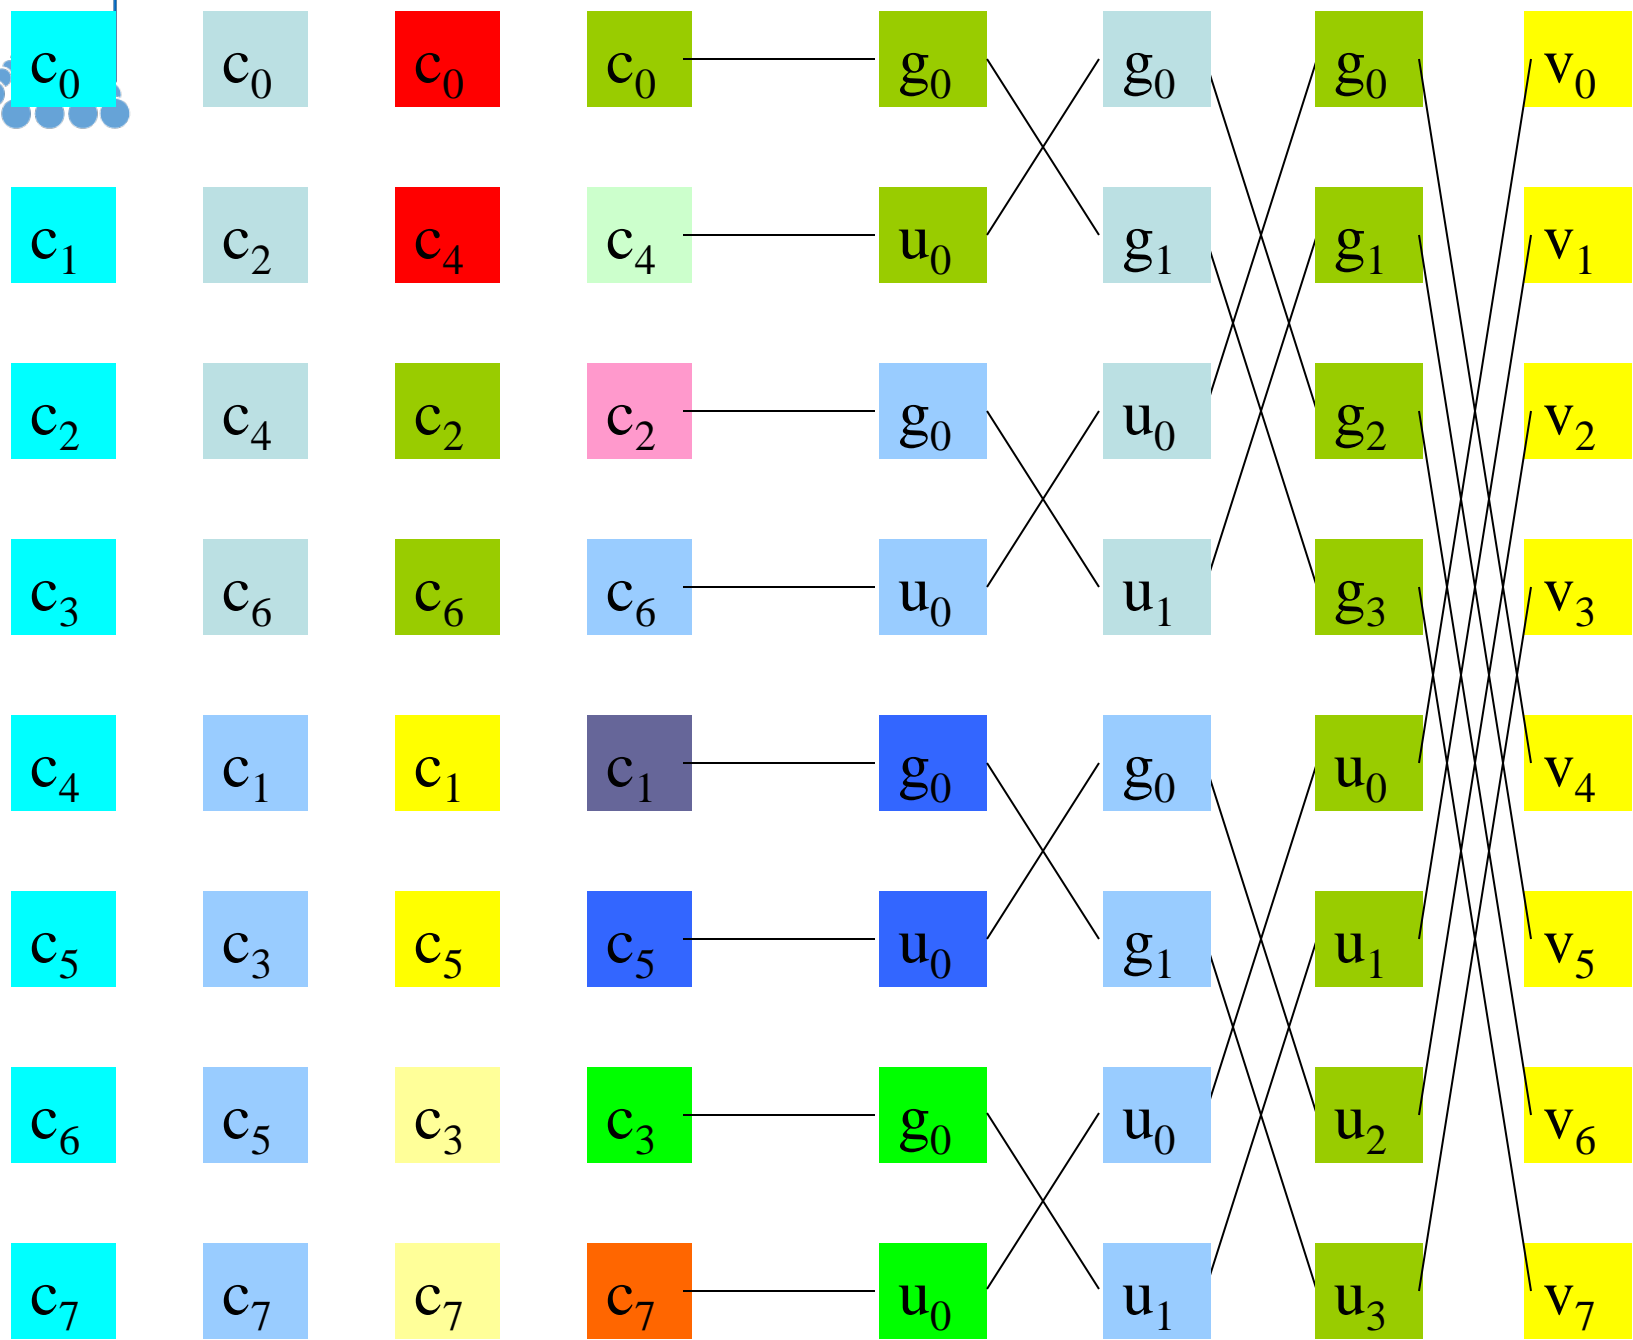 c₀ c₀ c₀ c₀ g₀ g₀ g₀ v₀
c₁ c₂ c₄ c₄ u₀ g₁ g₁ v₁
c₂ c₄ c₂ c₂ g₀ u₀ g₂ v₂
c₃ c₆ c₆ c₆ u₀ u₁ g₃ v₃
c₄ c₁ c₁ c₁ g₀ g₀ u₀ v₄
c₅ c₃ c₅ c₅ u₀ g₁ u₁ v₅
c₆ c₅ c₃ c₃ g₀ u₀ u₂ v₆
c₇ c₇ c₇ c₇ u₀ u₁ u₃ v₇